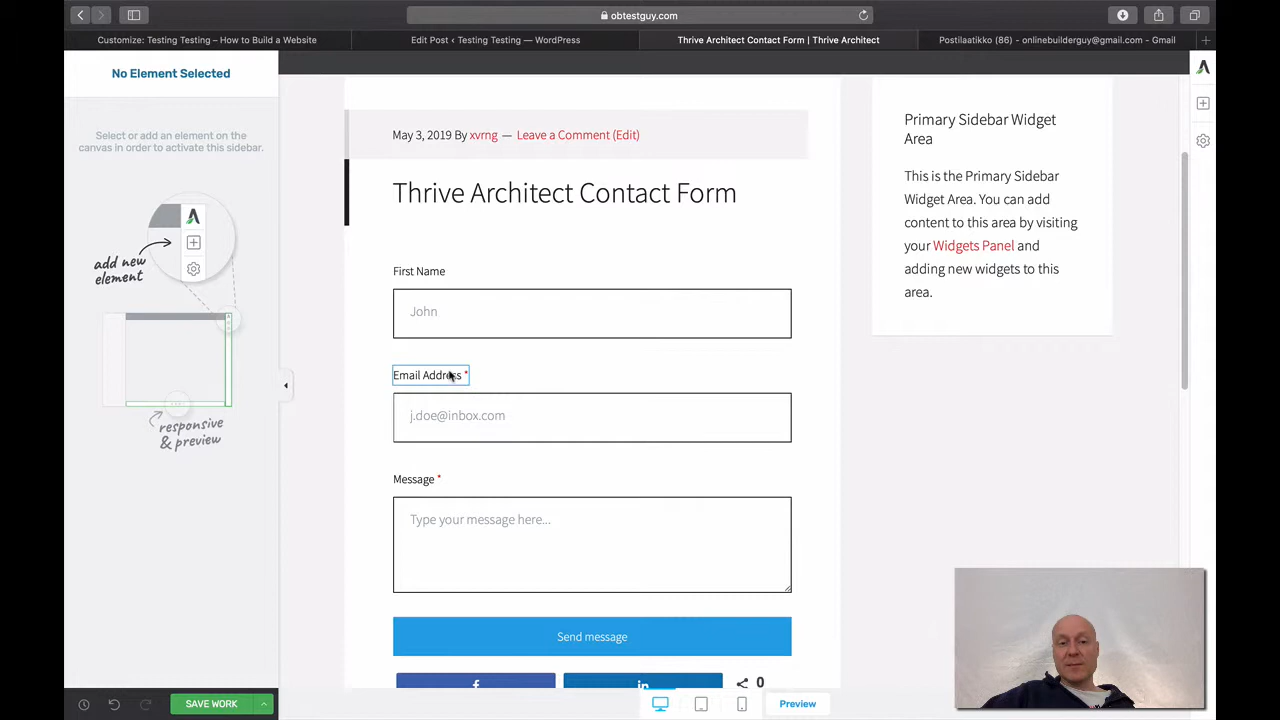 obtestguy.com
Customize: Testing Testing – How to Build a Website
Edit Post ‹ Testing Testing — WordPress
Thrive Architect Contact Form | Thrive Architect
Postilaatikko (86) - onlinebuilderguy@gmail.com - Gmail
No Element Selected
Select or add an element on the
canvas in order to activate this sidebar.
add new
element
responsive
& preview
SAVE WORK
May 3, 2019 By xvrng — Leave a Comment (Edit)
Thrive Architect Contact Form
First Name
John
Email Address *
j.doe@inbox.com
Message *
Type your message here...
Send message
f
in
0
Preview
Primary Sidebar Widget
Area
This is the Primary Sidebar
Widget Area. You can add
content to this area by visiting
your Widgets Panel and
adding new widgets to this
area.